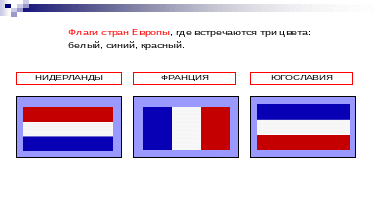 Флаги стран Европы, где встречаются три цвета:
белый, синий, красный.
НИДЕРЛАНДЫ
ФРАНЦИЯ
ЮГОСЛАВИЯ